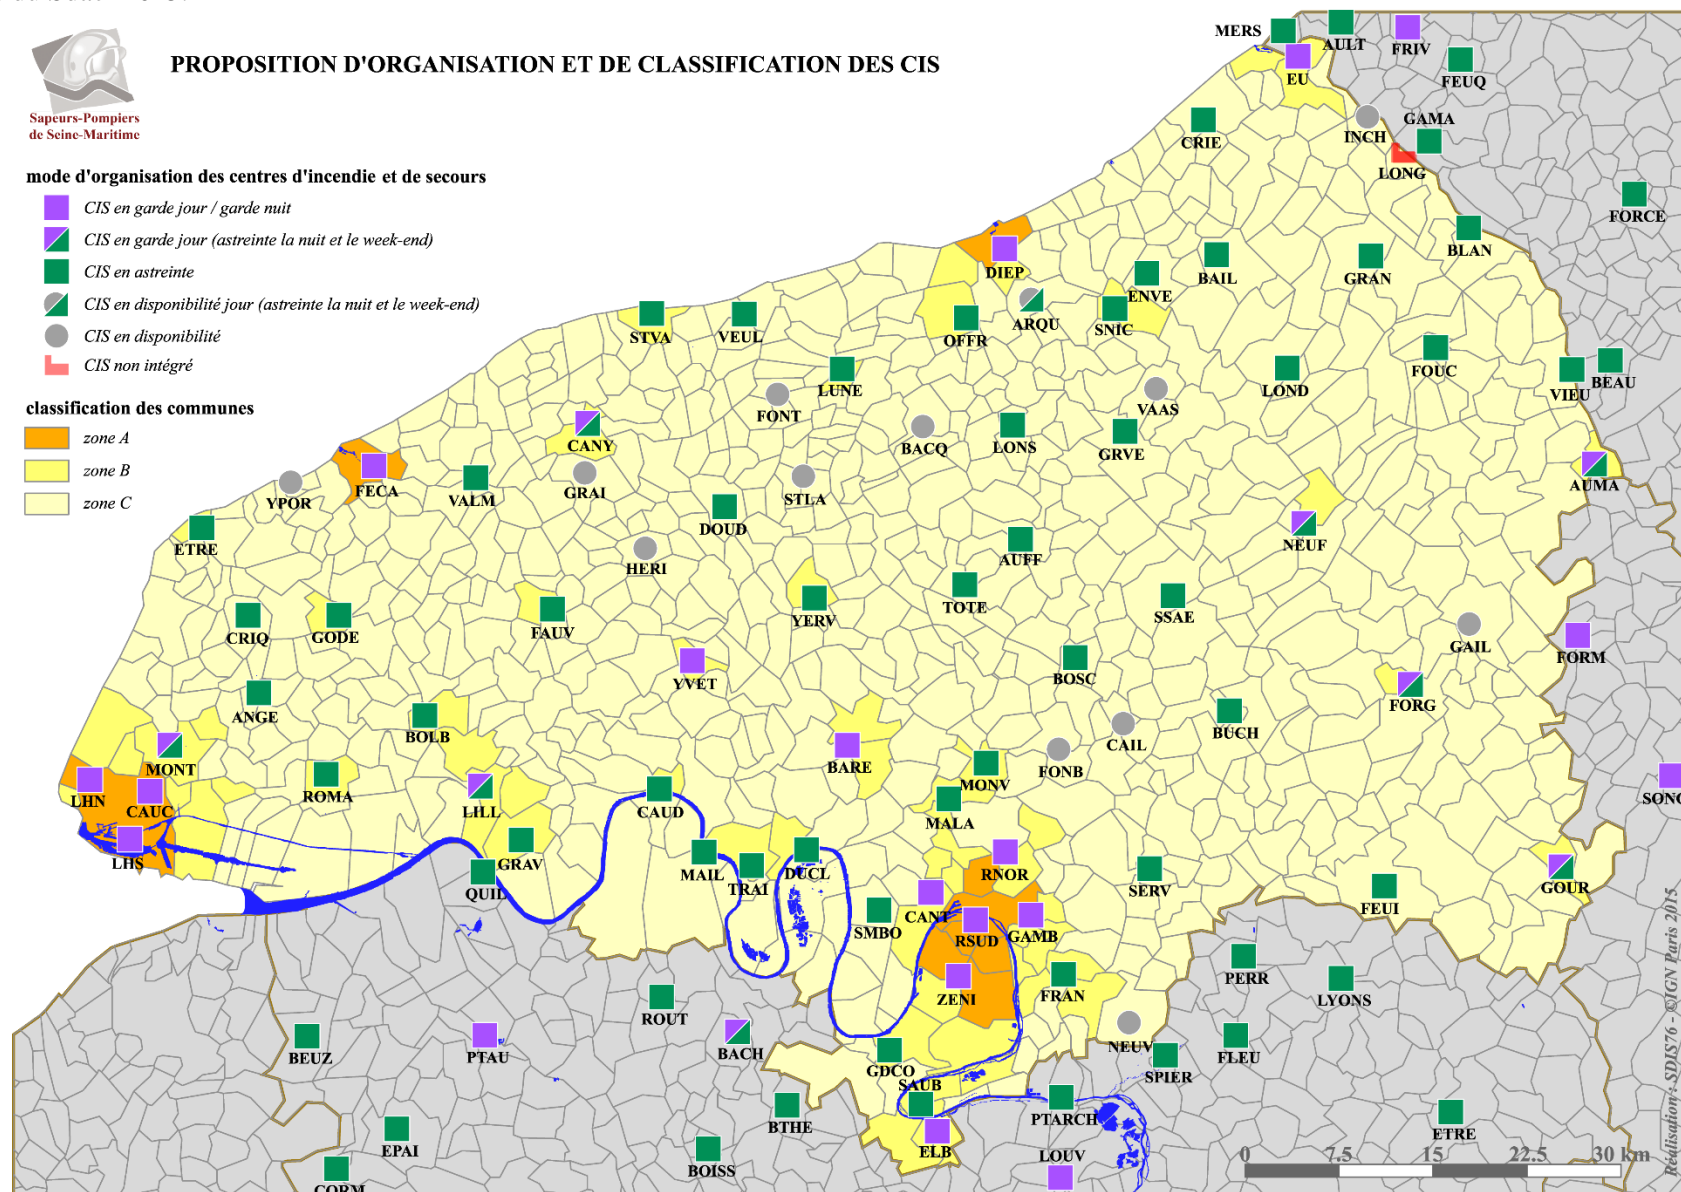 PROPOSITION D'ORGANISATION ET DE CLASSIFICATION DES CIS
Sapeurs-Pompiers
de Seine-Maritime
mode d'organisation des centres d'incendie et de secours
CIS en garde jour / garde nuit
CIS en garde jour (astreinte la nuit et le week-end)
CIS en astreinte
CIS en disponibilité jour (astreinte la nuit et le week-end)
CIS en disponibilité
CIS non intégré
classification des communes
zone A
zone B
zone C
MERS
AULT
FRIV
EU
FEUQ
GAMA
INCH
CRIE
LONG
FORCE
BLAN
DIEP
BAIL
GRAN
ENVE
ARQU
SNIC
STVA
VEUL
OFFR
LUNE
FOUC
BEAU
LOND
VIEU
FONT
VAAS
CANY
BACQ
LONS
GRVE
AUMA
YPOR
FECA
VALM
GRAI
STLA
DOUD
NEUF
ETRE
HERI
AUFF
TOTE
SSAE
CRIQ
GODE
FAUV
YERV
GAIL
FORM
YVET
BOSC
FORG
ANGE
BOLB
BUCH
CAIL
MONT
BARE
FONB
MONV
LHN
CAUC
ROMA
LILL
CAUD
MALA
SONG
LHS
GRAV
MAIL
TRAI
DUCL
RNOR
SERV
GOUR
QUIL
CANT
FEUI
SMBO
RSUD
GAMB
PERR
ZENI
FRAN
LYONS
ROUT
BEUZ
PTAU
BACH
NEUV
FLEU
GDCO
SPIER
SAUB
BTHE
PTARCH
ETRE
EPAI
BOISS
ELB
LOUV
CORM
0 7.5 15 22.5 30 km
Réalisation : SDIS76 - ©IGN Paris 2015